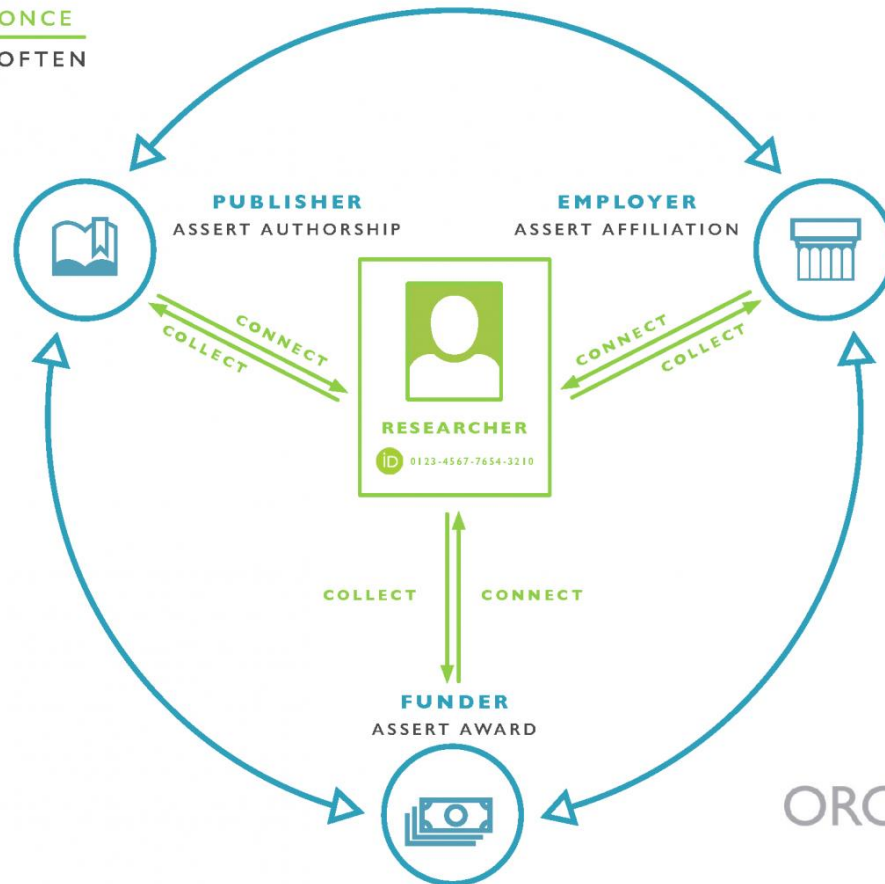 ONCE
OFTEN
PUBLISHER
ASSERT AUTHORSHIP
EMPLOYER
ASSERT AFFILIATION
CONNECT
COLLECT
CONNECT
COLLECT
RESEARCHER
iD 0123-4567-7654-3210
COLLECT
CONNECT
FUNDER
ASSERT AWARD
ORC